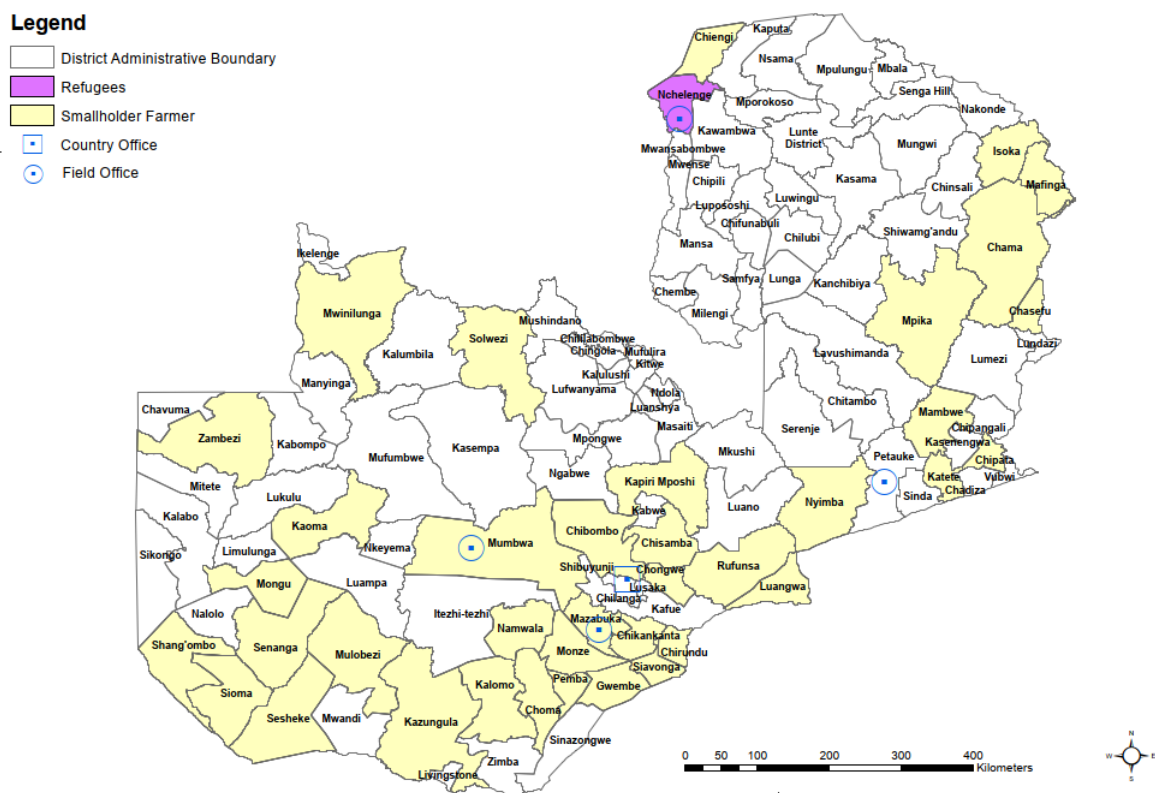 Legend
District Administrative Boundary
Refugees
Smallholder Farmer
Country Office
Field Office
Chiengi
Kaputa
Nsama
Mpulungu
Mbala
Senga Hill
Nakonde
Nchelenge
Mporokoso
Kawambwa
Lunte
District
Mungwi
Isoka
Mafinga
Mwansabombwe
Mwense
Chipili
Kasama
Chinsali
Luwingu
Lupososhi
Chifunabuli
Chilubi
Shiwamg'andu
Chama
Mansa
Ikelenge
Samfya
Lunga
Kanchibiya
Chembe
Milengi
Mpika
Chasefu
Mwinilunga
Solwezi
Mushindano
Chililabombwe
Chingola
Mufulira
Kitwe
Kalulushi
Kalumbila
Lufwanyama
Ndola
Luanshya
Masaiti
Lavushimanda
Lundazi
Lumezi
Manyinga
Chitambo
Chavuma
Zambezi
Kabompo
Mufumbwe
Kasempa
Mpongwe
Ngabwe
Mkushi
Serenje
Mambwe
Chipangali
Kasenengwa
Petauke
Chipata
Katete
Vubwi
Chadiza
Sinda
Mitete
Lukulu
Kapiri Mposhi
Nyimba
Luano
Kabwe
Kalabo
Kaoma
Sikongo
Limulunga
Nkeyema
Mumbwa
Chibombo
Chisamba
Shibuyunji
Chongwe
Rufunsa
Luangwa
Mongu
Luampa
Lusaka
Chilanga
Kafue
Nalolo
Itezhi-tezhi
Mazabuka
Namwala
Chikankanta
Shang'ombo
Senanga
Mulobezi
Monze
Chirundu
Siavonga
Pemba
Gwembe
Sioma
Kalomo
Choma
Sesheke
Mwandi
Kazungula
Sinazongwe
Zimba
Livingstone
0 50 100 200 300 400
Kilometers
N
W E
S